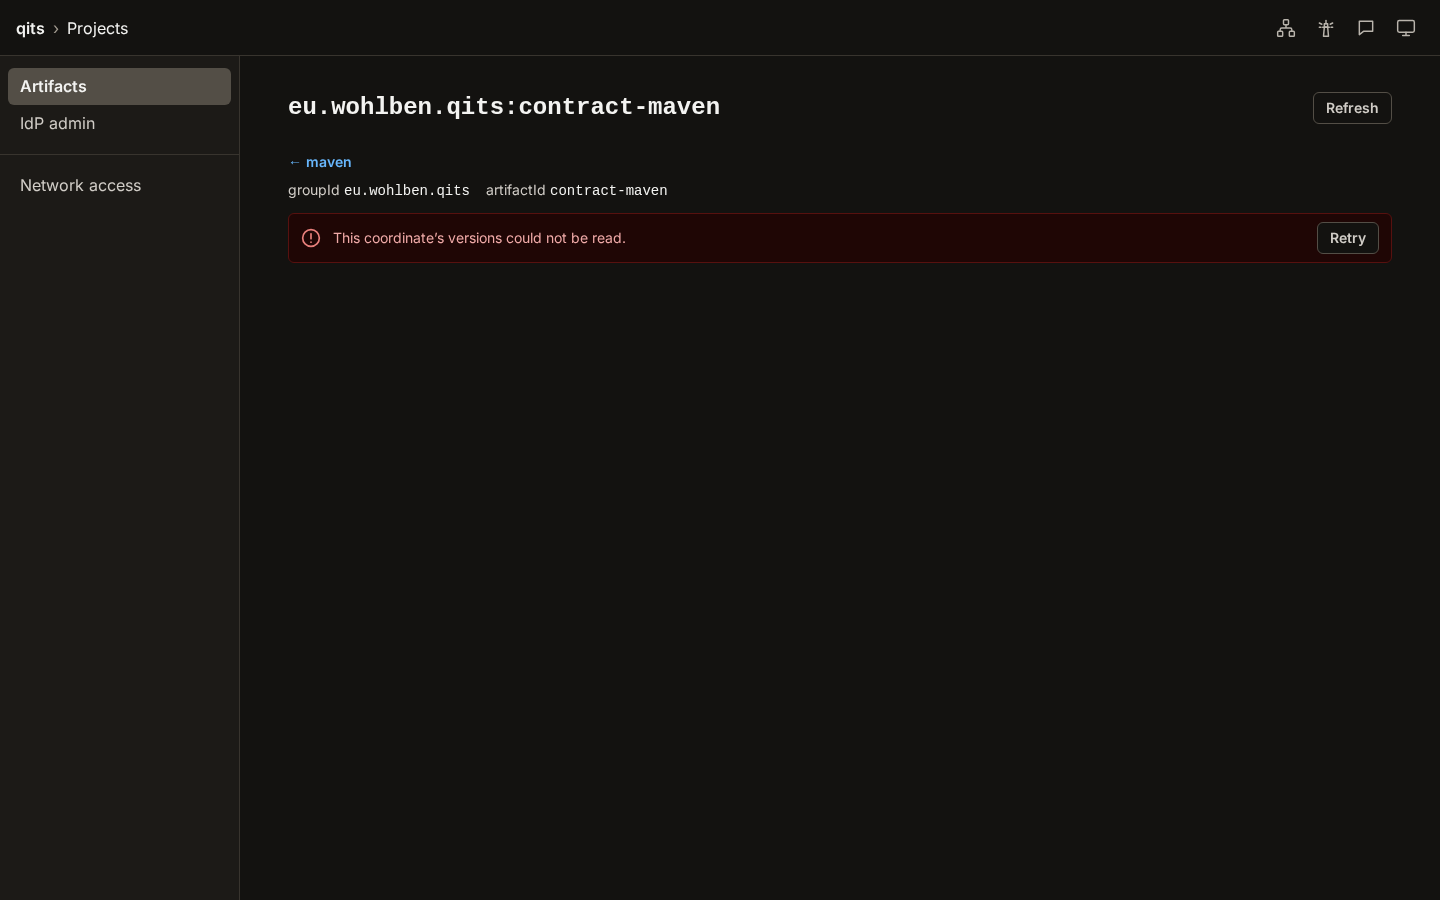 qits › Projects
Artifacts
IdP admin
Network access
eu.wohlben.qits:contract-maven
Refresh
← maven
groupId eu.wohlben.qits artifactId contract-maven
This coordinate’s versions could not be read.
Retry